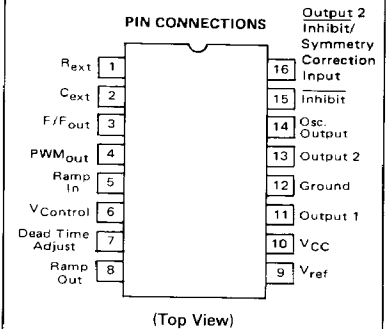 PIN CONNECTIONS
Output 2
Inhibit/
Symmetry
Correction
Input
Rext 1
Cext 2
F/Fout 3
PWMout 4
Ramp
In 5
VControl 6
Dead Time
Adjust 7
Ramp
Out 8
16
15 Inhibit
14 Osc.
Output
13 Output 2
12 Ground
11 Output 1
10 VCC
9 Vref
(Top View)